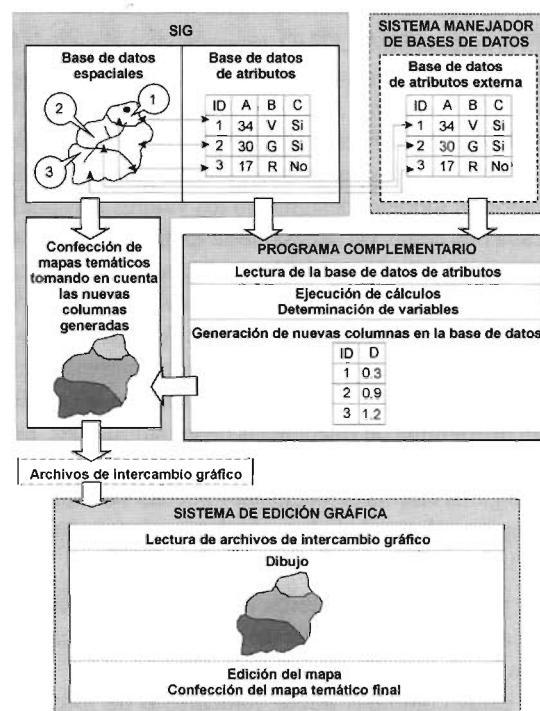 SIG
Base de datos
espaciales
1
2
3
Base de datos
de atributos
ID A B C
1 34 V Si
2 30 G Si
3 17 R No
SISTEMA MANEJADOR
DE BASES DE DATOS
Base de datos
de atributos externa
ID A B C
1 34 V Si
2 30 G Si
3 17 R No
Confección de
mapas temáticos
tomando en cuenta
las nuevas
columnas
generadas
PROGRAMA COMPLEMENTARIO
Lectura de la base de datos de atributos
Ejecución de cálculos
Determinación de variables
Generación de nuevas columnas en la base de datos
ID D
1 0.3
2 0.9
3 1.2
Archivos de intercambio gráfico
SISTEMA DE EDICIÓN GRÁFICA
Lectura de archivos de intercambio gráfico
Dibujo
Edición del mapa
Confección del mapa temático final